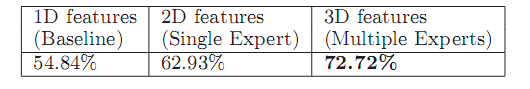 1D features 2D features 3D features
(Baseline) (Single Expert) (Multiple Experts)
54.84% 62.93% 72.72%